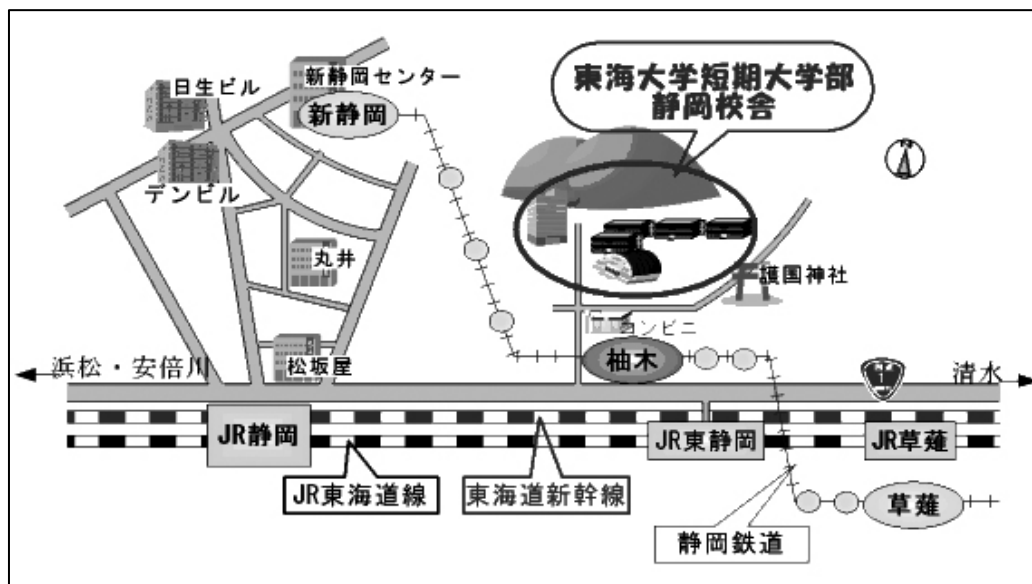 新静岡センター
日生ビル
新静岡
東海大学短期大学部
静岡校舎
N
デンビル
丸井
護国神社
コンビニ
松坂屋
柚木
浜松・安倍川
1
清水
JR静岡
JR東静岡
JR草薙
JR東海道線
東海道新幹線
草薙
静岡鉄道